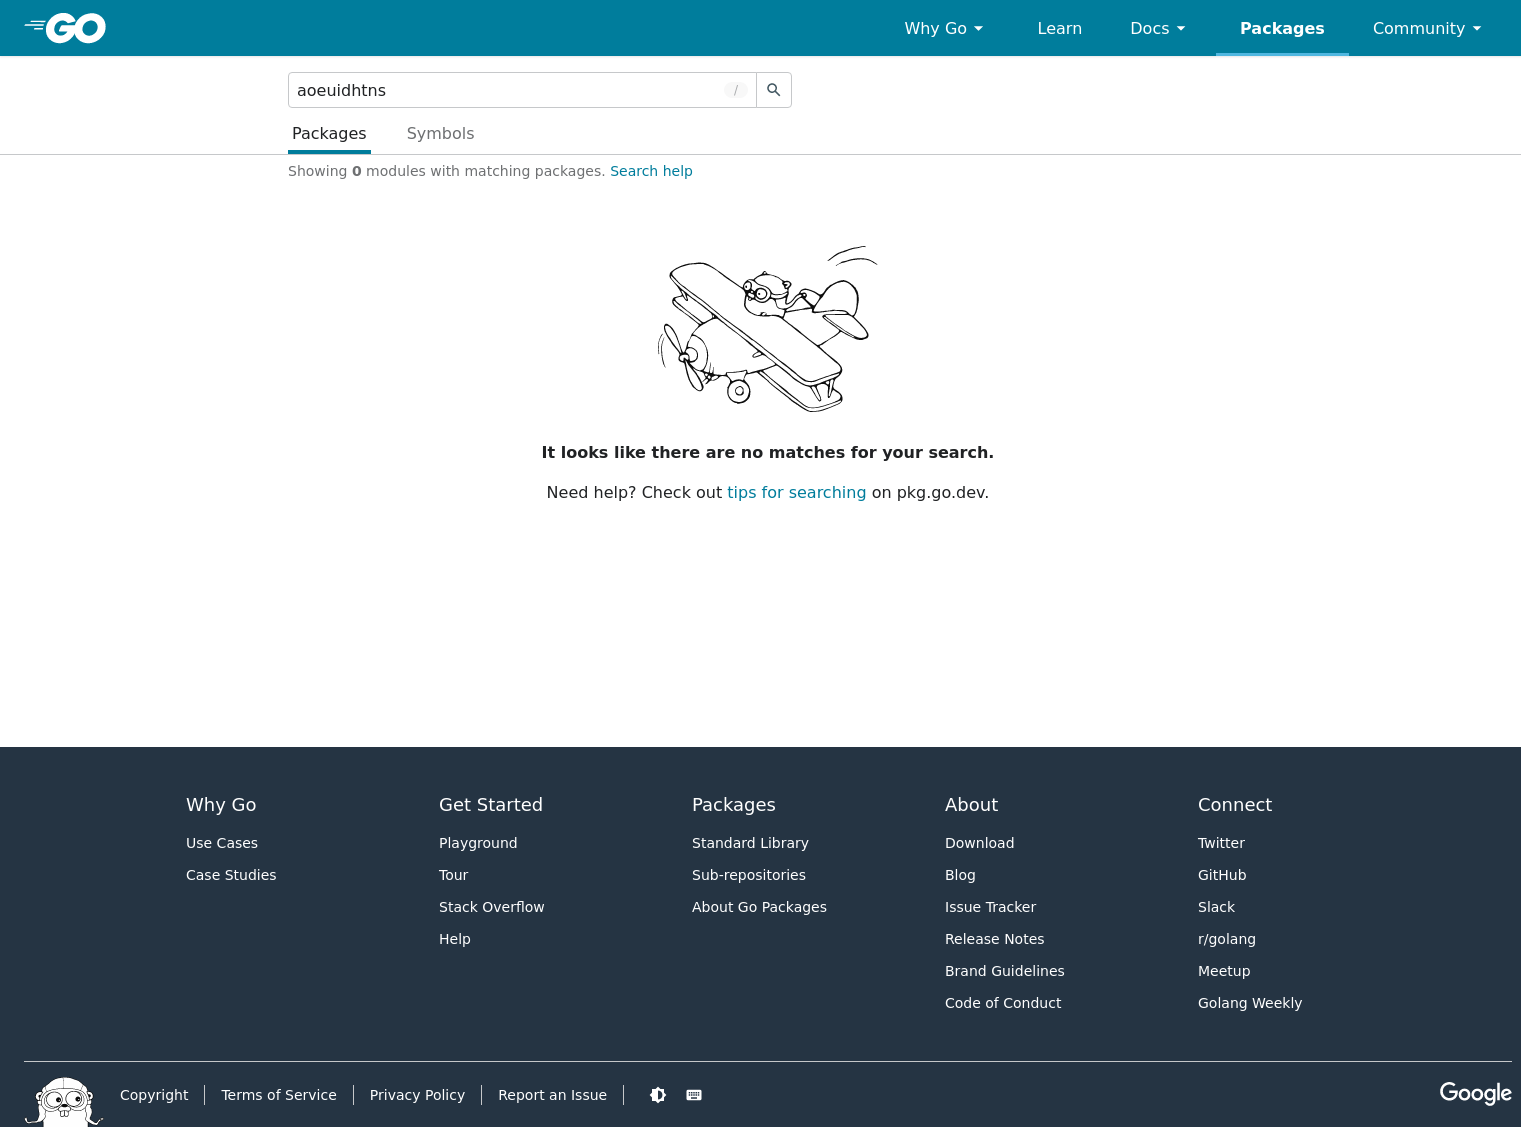 GO
Why Go
Learn
Docs
Packages
Community
aoeuidhtns
/
Packages
Symbols
Showing 0 modules with matching packages. Search help
It looks like there are no matches for your search.
Need help? Check out tips for searching on pkg.go.dev.
Why Go
Use Cases
Case Studies
Get Started
Playground
Tour
Stack Overflow
Help
Packages
Standard Library
Sub-repositories
About Go Packages
About
Download
Blog
Issue Tracker
Release Notes
Brand Guidelines
Code of Conduct
Connect
Twitter
GitHub
Slack
r/golang
Meetup
Golang Weekly
Copyright
Terms of Service
Privacy Policy
Report an Issue
Google